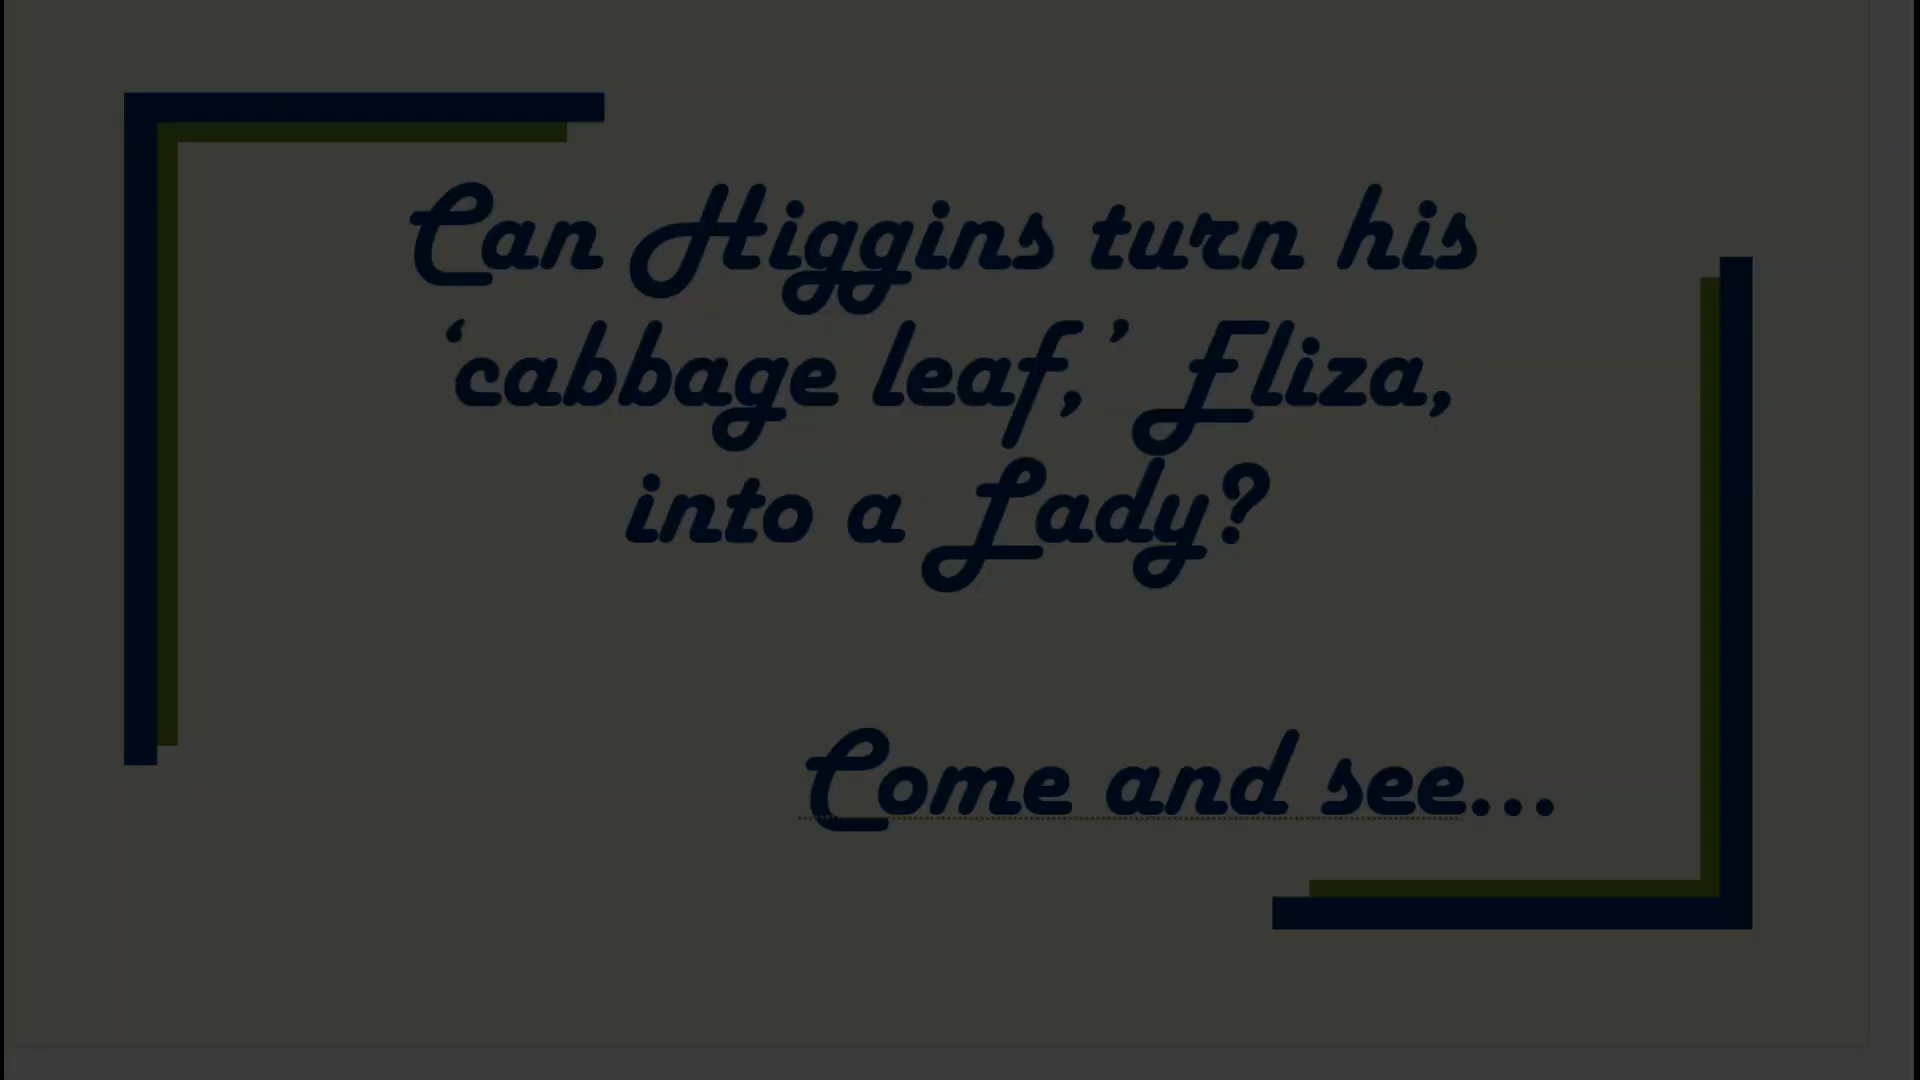 Can Higgins turn his
‘cabbage leaf,’ Eliza,
into a Lady?
Come and see...